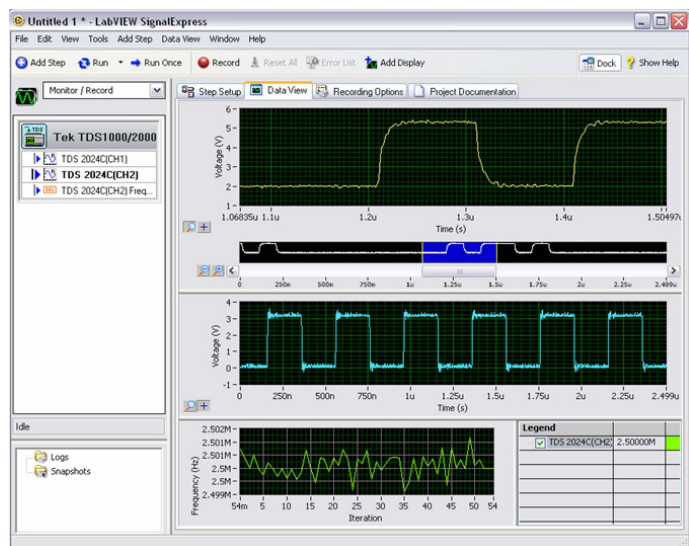 Untitled 1 * - LabVIEW SignalExpress
File Edit View Tools Add Step Data View Window Help
Add Step Run Run Once Record Reset All Error List Add Display Dock Show Help
Monitor / Record
Step Setup Data View Recording Options Project Documentation
Tek TDS1000/2000
TDS 2024C(CH1)
TDS 2024C(CH2)
TDS 2024C(CH2) Freq...
Voltage (V)
6
5
4
3
2
1
1.06835u 1.1u 1.2u 1.3u 1.4u 1.50497u
Time (s)
0 250n 500n 750n 1u 1.25u 1.5u 1.75u 2u 2.25u 2.499u
Voltage (V)
4
3
2
1
0
-1
0 250n 500n 750n 1u 1.25u 1.5u 1.75u 2u 2.25u 2.499u
Time (s)
Idle
Logs
Snapshots
Frequency (Hz)
2.502M
2.501M
2.501M
2.5M
2.5M
2.499M
54m 5 10 15 20 25 30 35 40 45 50 54
Iteration
Legend
TDS 2024C(CH2) 2.50000M